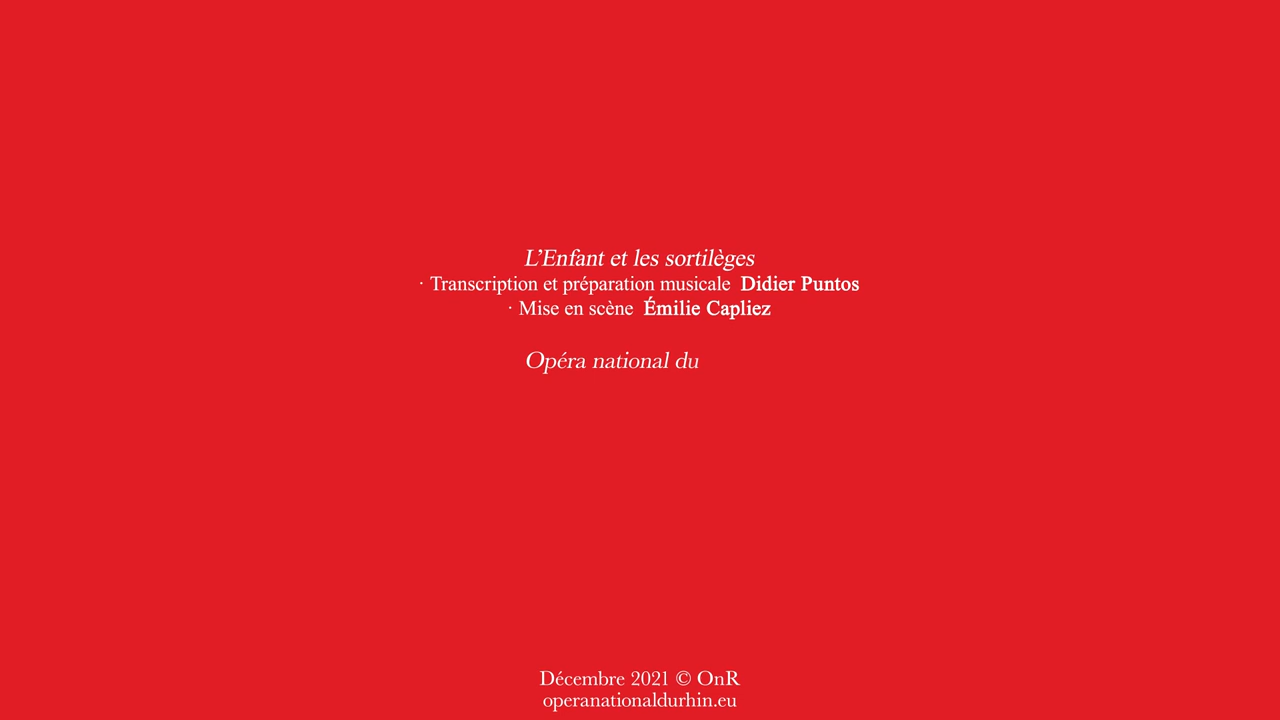 L’Enfant et les sortilèges
· Transcription et préparation musicale Didier Puntos
· Mise en scène Émilie Capliez
Opéra national du
Décembre 2021 © OnR
operanationaldurhin.eu